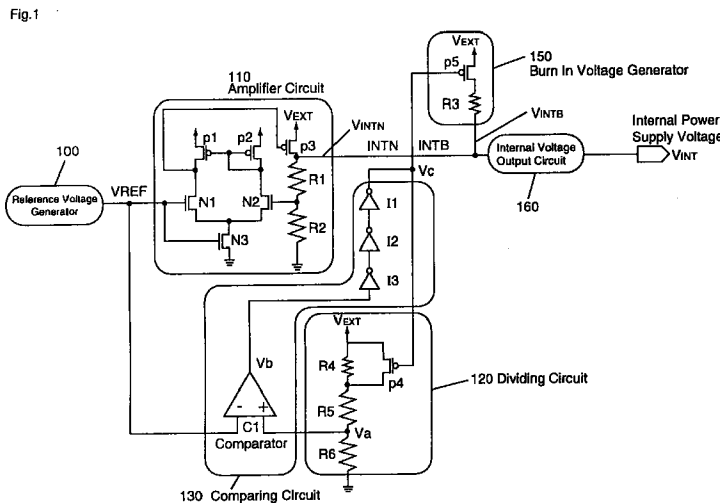 Fig.1
VEXT
p5
150
Burn In Voltage Generator
R3
VINTB
110
Amplifier Circuit
VEXT
p1
p2
p3
VINTN
INTN
INTB
Internal Voltage
Output Circuit
160
Internal Power
Supply Voltage
VINT
100
Reference Voltage
Generator
VREF
N1
N2
N3
R1
R2
Vc
I1
I2
I3
VEXT
R4
p4
R5
Va
R6
120 Dividing Circuit
Vb
- +
C1
Comparator
130 Comparing Circuit